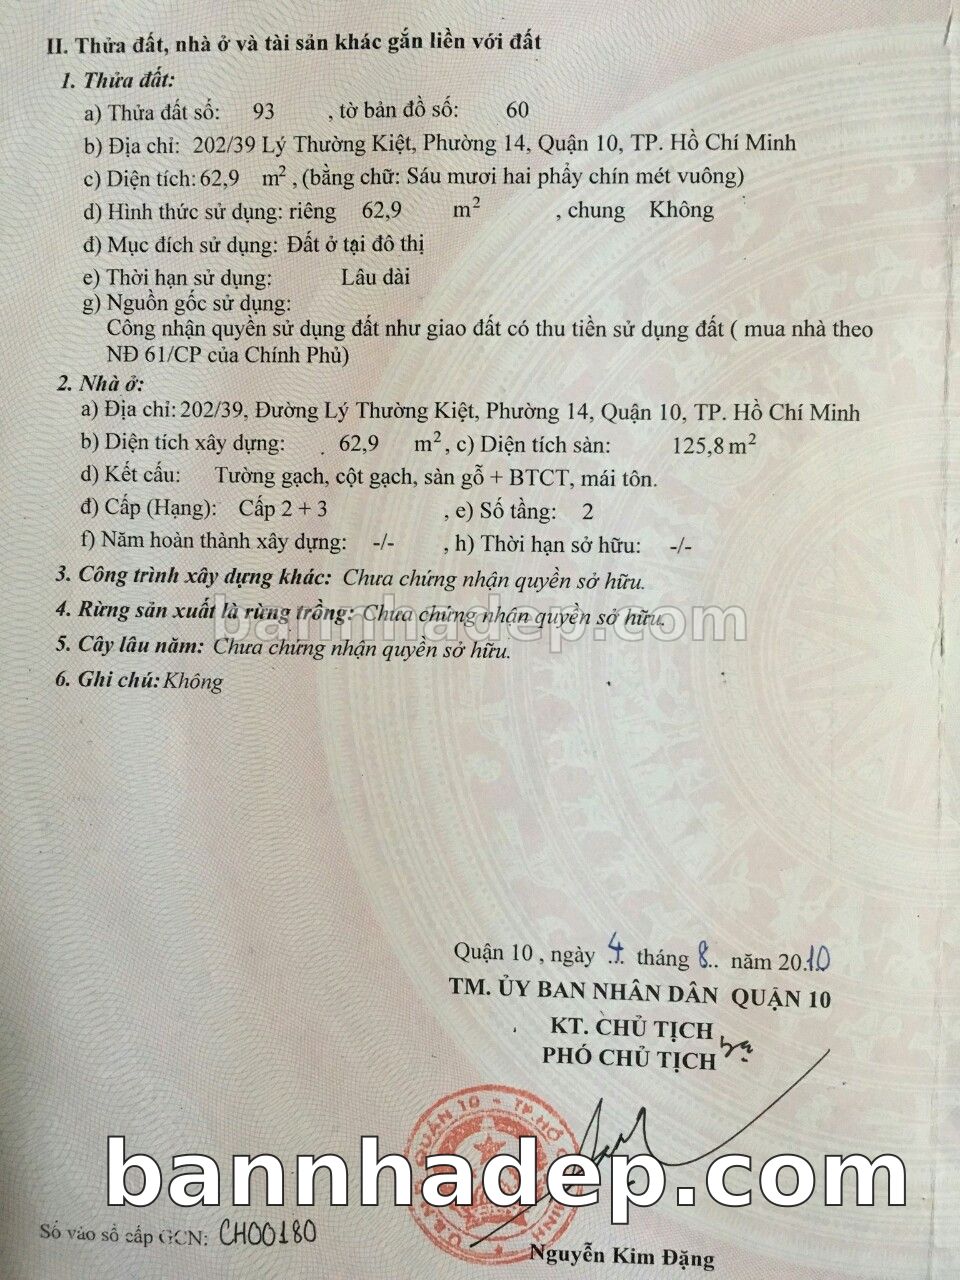 II. Thửa đất, nhà ở và tài sản khác gắn liền với đất
1. Thửa đất:
a) Thửa đất số: 93 , tờ bản đồ số: 60
b) Địa chỉ: 202/39 Lý Thường Kiệt, Phường 14, Quận 10, TP. Hồ Chí Minh
c) Diện tích: 62,9 m², (bằng chữ: Sáu mươi hai phẩy chín mét vuông)
d) Hình thức sử dụng: riêng 62,9 m² , chung Không
đ) Mục đích sử dụng: Đất ở tại đô thị
e) Thời hạn sử dụng: Lâu dài
g) Nguồn gốc sử dụng:
Công nhận quyền sử dụng đất như giao đất có thu tiền sử dụng đất ( mua nhà theo
NĐ 61/CP của Chính Phủ)
2. Nhà ở:
a) Địa chỉ: 202/39, Đường Lý Thường Kiệt, Phường 14, Quận 10, TP. Hồ Chí Minh
b) Diện tích xây dựng: 62,9 m², c) Diện tích sàn: 125,8 m²
d) Kết cấu: Tường gạch, cột gạch, sàn gỗ + BTCT, mái tôn.
đ) Cấp (Hạng): Cấp 2 + 3 , e) Số tầng: 2
f) Năm hoàn thành xây dựng: -/- , h) Thời hạn sở hữu: -/-
3. Công trình xây dựng khác: Chưa chứng nhận quyền sở hữu.
4. Rừng sản xuất là rừng trồng: Chưa chứng nhận quyền sở hữu.
bannhadep.com
5. Cây lâu năm: Chưa chứng nhận quyền sở hữu.
6. Ghi chú: Không
Quận 10 , ngày 4 tháng 8.. năm 2010
TM. ỦY BAN NHÂN DÂN QUẬN 10
KT. CHỦ TỊCH
PHÓ CHỦ TỊCH
QUẬN 10 - TP.HỒ
bannhadep.com
Số vào sổ cấp GCN: CH00180
Nguyễn Kim Đặng